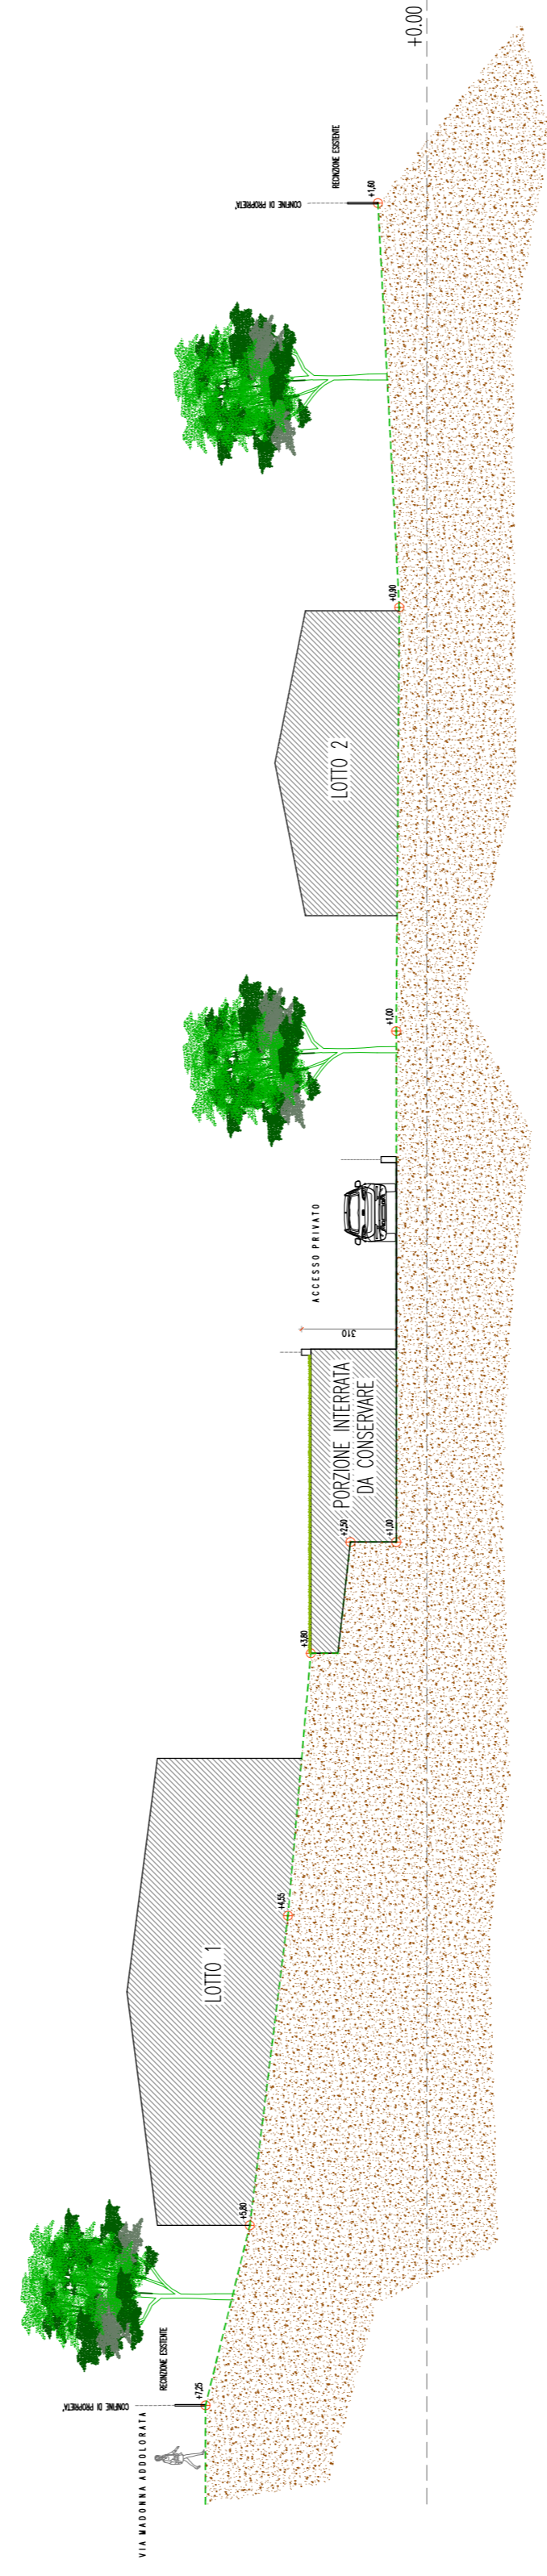 VIA MADONNA ADDOLORATA
CONFINE DI PROPRIETA'
RECINZIONE ESISTENTE
+7,25
+5,80
LOTTO 1
+4,55
+3,80
+2,50
+1,00
PORZIONE INTERRATA
DA CONSERVARE
310
ACCESSO PRIVATO
+1,00
LOTTO 2
+0,90
CONFINE DI PROPRIETA'
RECINZIONE ESISTENTE
+1,60
+0.00